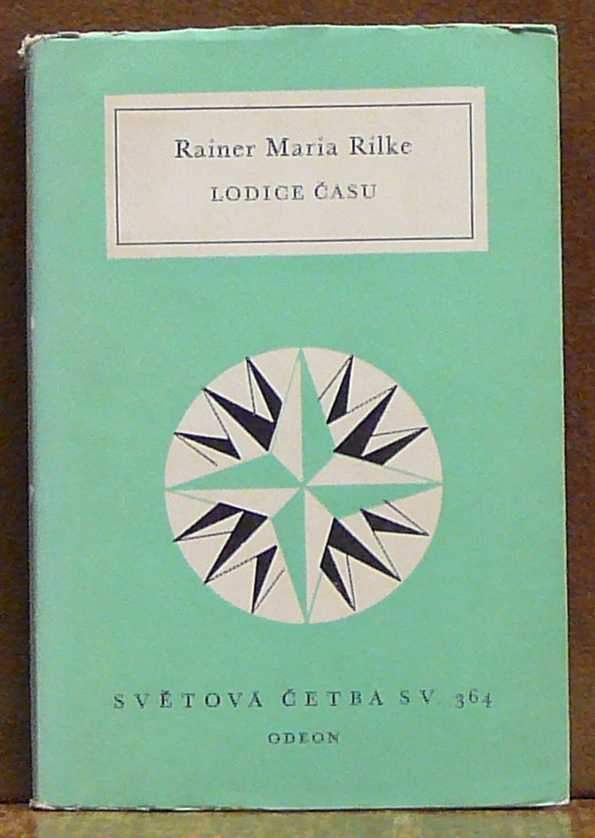 Rainer Maria Rilke
LODICE ČASU
SVĚTOVÁ ČETBA SV. 364
ODEON